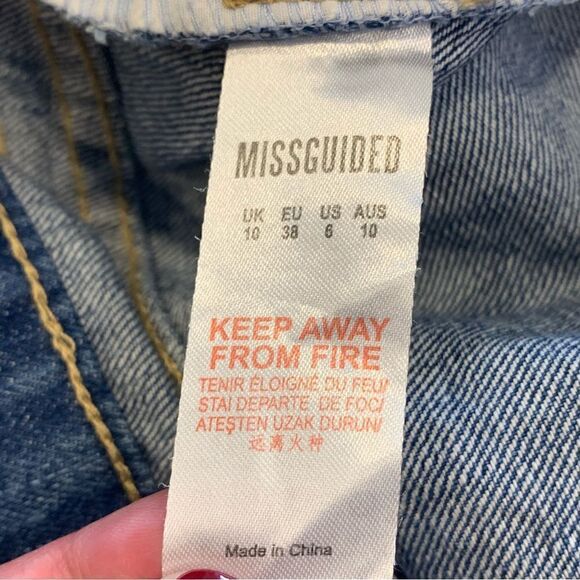 MISSGUIDED
UK EU US AUS
10 38 6 10
KEEP AWAY
FROM FIRE
TENIR ELOIGNÉ DU FEU/
STAI DEPARTE DE FOC/
ATEŞTEN UZAK DURUN/
远离火种
Made in China